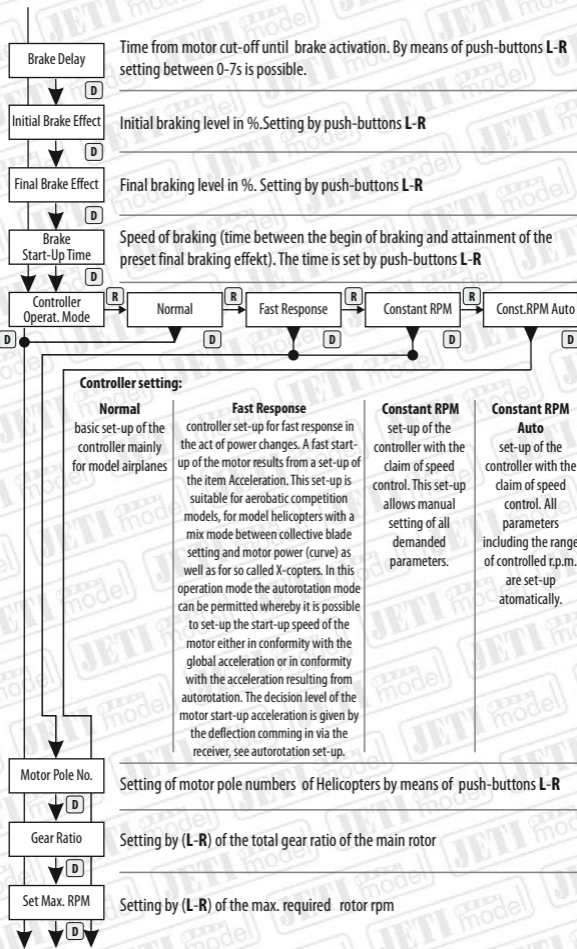 Brake Delay
Time from motor cut-off until brake activation. By means of push-buttons L-R
setting between 0-7s is possible.
D
Initial Brake Effect
Initial braking level in %.Setting by push-buttons L-R
D
Final Brake Effect
Final braking level in %. Setting by push-buttons L-R
D
Brake
Start-Up Time
Speed of braking (time between the begin of braking and attainment of the
preset final braking effekt). The time is set by push-buttons L-R
D
Controller
Operat. Mode
R
Normal
R
Fast Response
R
Constant RPM
R
Const.RPM Auto
D
D
D
D
D
Controller setting:
Normal
basic set-up of the
controller mainly
for model airplanes
Fast Response
controller set-up for fast response in
the act of power changes. A fast start-
up of the motor results from a set-up of
the item Acceleration. This set-up is
suitable for aerobatic competition
models, for model helicopters with a
mix mode between collective blade
setting and motor power (curve) as
well as for so called X-copters. In this
operation mode the autorotation mode
can be permitted whereby it is possible
to set-up the start-up speed of the
motor either in conformity with the
global acceleration or in conformity
with the acceleration resulting from
autorotation. The decision level of the
motor start-up acceleration is given by
the deflection comming in via the
receiver, see autorotation set-up.
Constant RPM
set-up of the
controller with the
claim of speed
control. This set-up
allows manual
setting of all
demanded
parameters.
Constant RPM
Auto
set-up of the
controller with the
claim of speed
control. All
parameters
including the range
of controlled r.p.m.
are set-up
atomatically.
Motor Pole No.
Setting of motor pole numbers of Helicopters by means of push-buttons L-R
D
Gear Ratio
Setting by (L-R) of the total gear ratio of the main rotor
D
Set Max. RPM
Setting by (L-R) of the max. required rotor rpm
D
JETI model